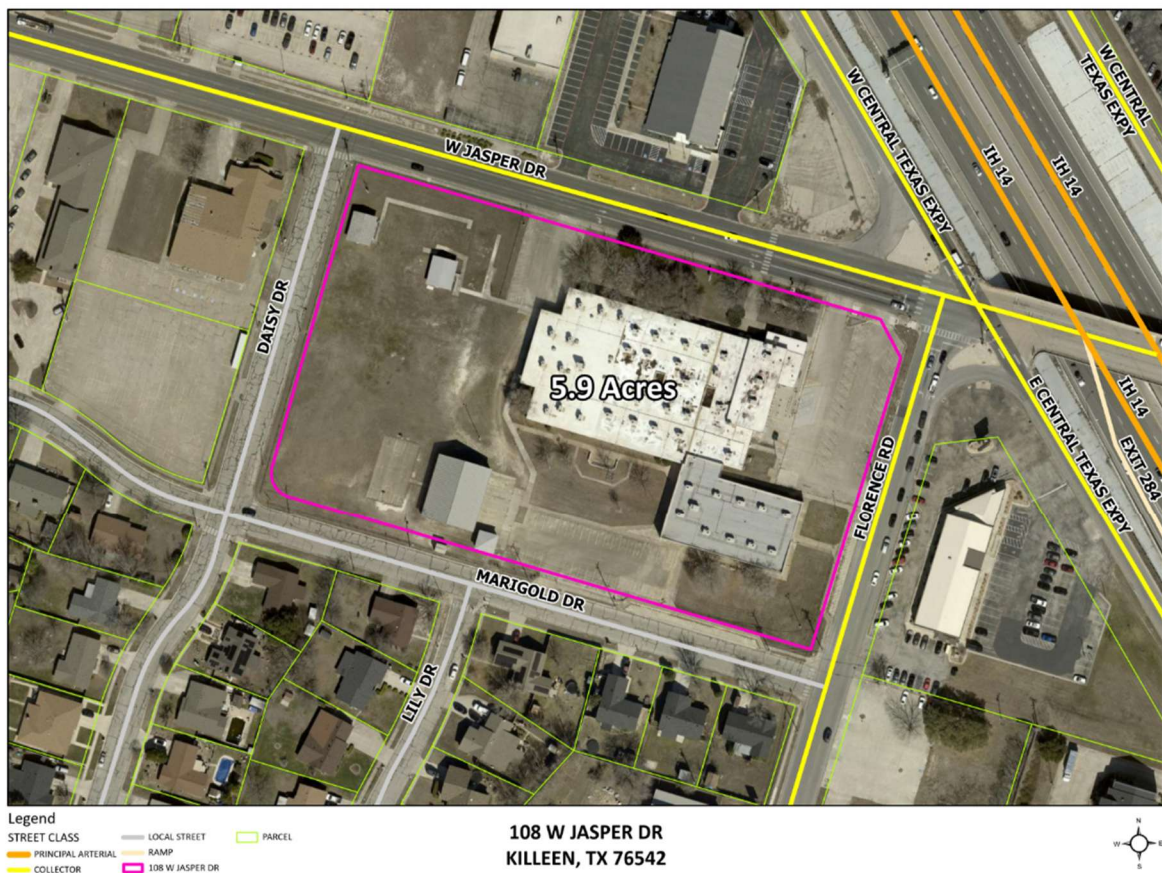 W JASPER DR
W CENTRAL TEXAS EXPY
W CENTRAL
TEXAS EXPY
IH 14
IH 14
DAISY DR
5.9 Acres
FLORENCE RD
E CENTRAL TEXAS EXPY
IH 14
EXIT 284
MARIGOLD DR
LILY DR
Legend
STREET CLASS
PRINCIPAL ARTERIAL
COLLECTOR
LOCAL STREET
RAMP
108 W JASPER DR
PARCEL
108 W JASPER DR
KILLEEN, TX 76542
N
W E
S